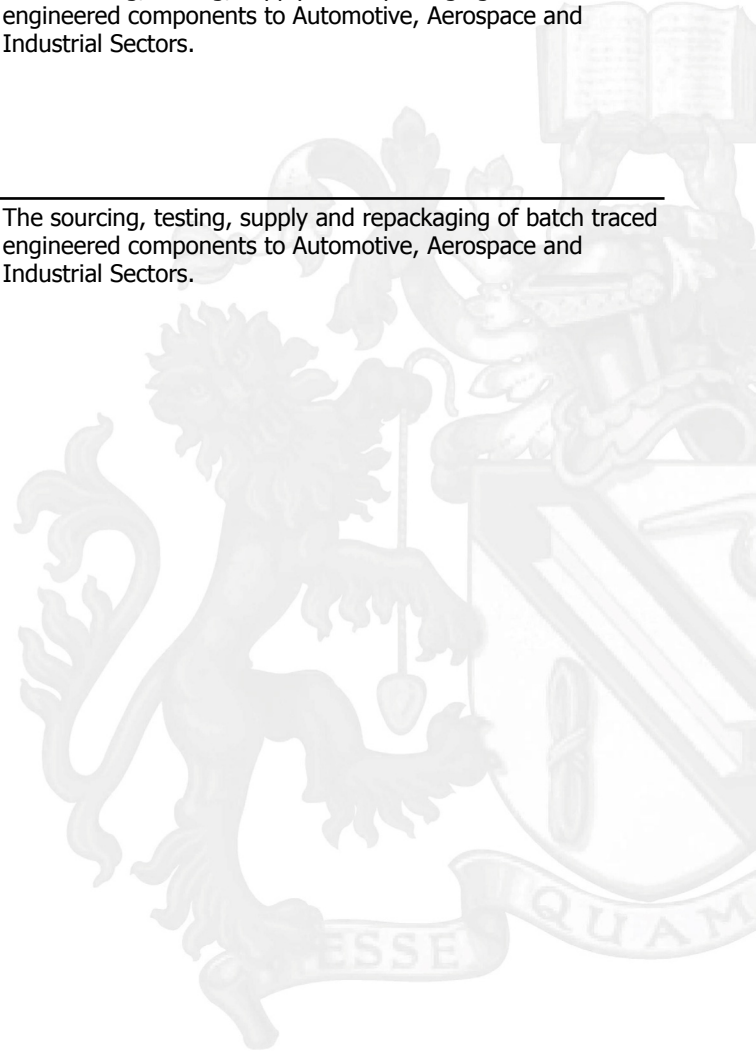 engineered components to Automotive, Aerospace and
Industrial Sectors.
The sourcing, testing, supply and repackaging of batch traced
engineered components to Automotive, Aerospace and
Industrial Sectors.
ESSE QUAM